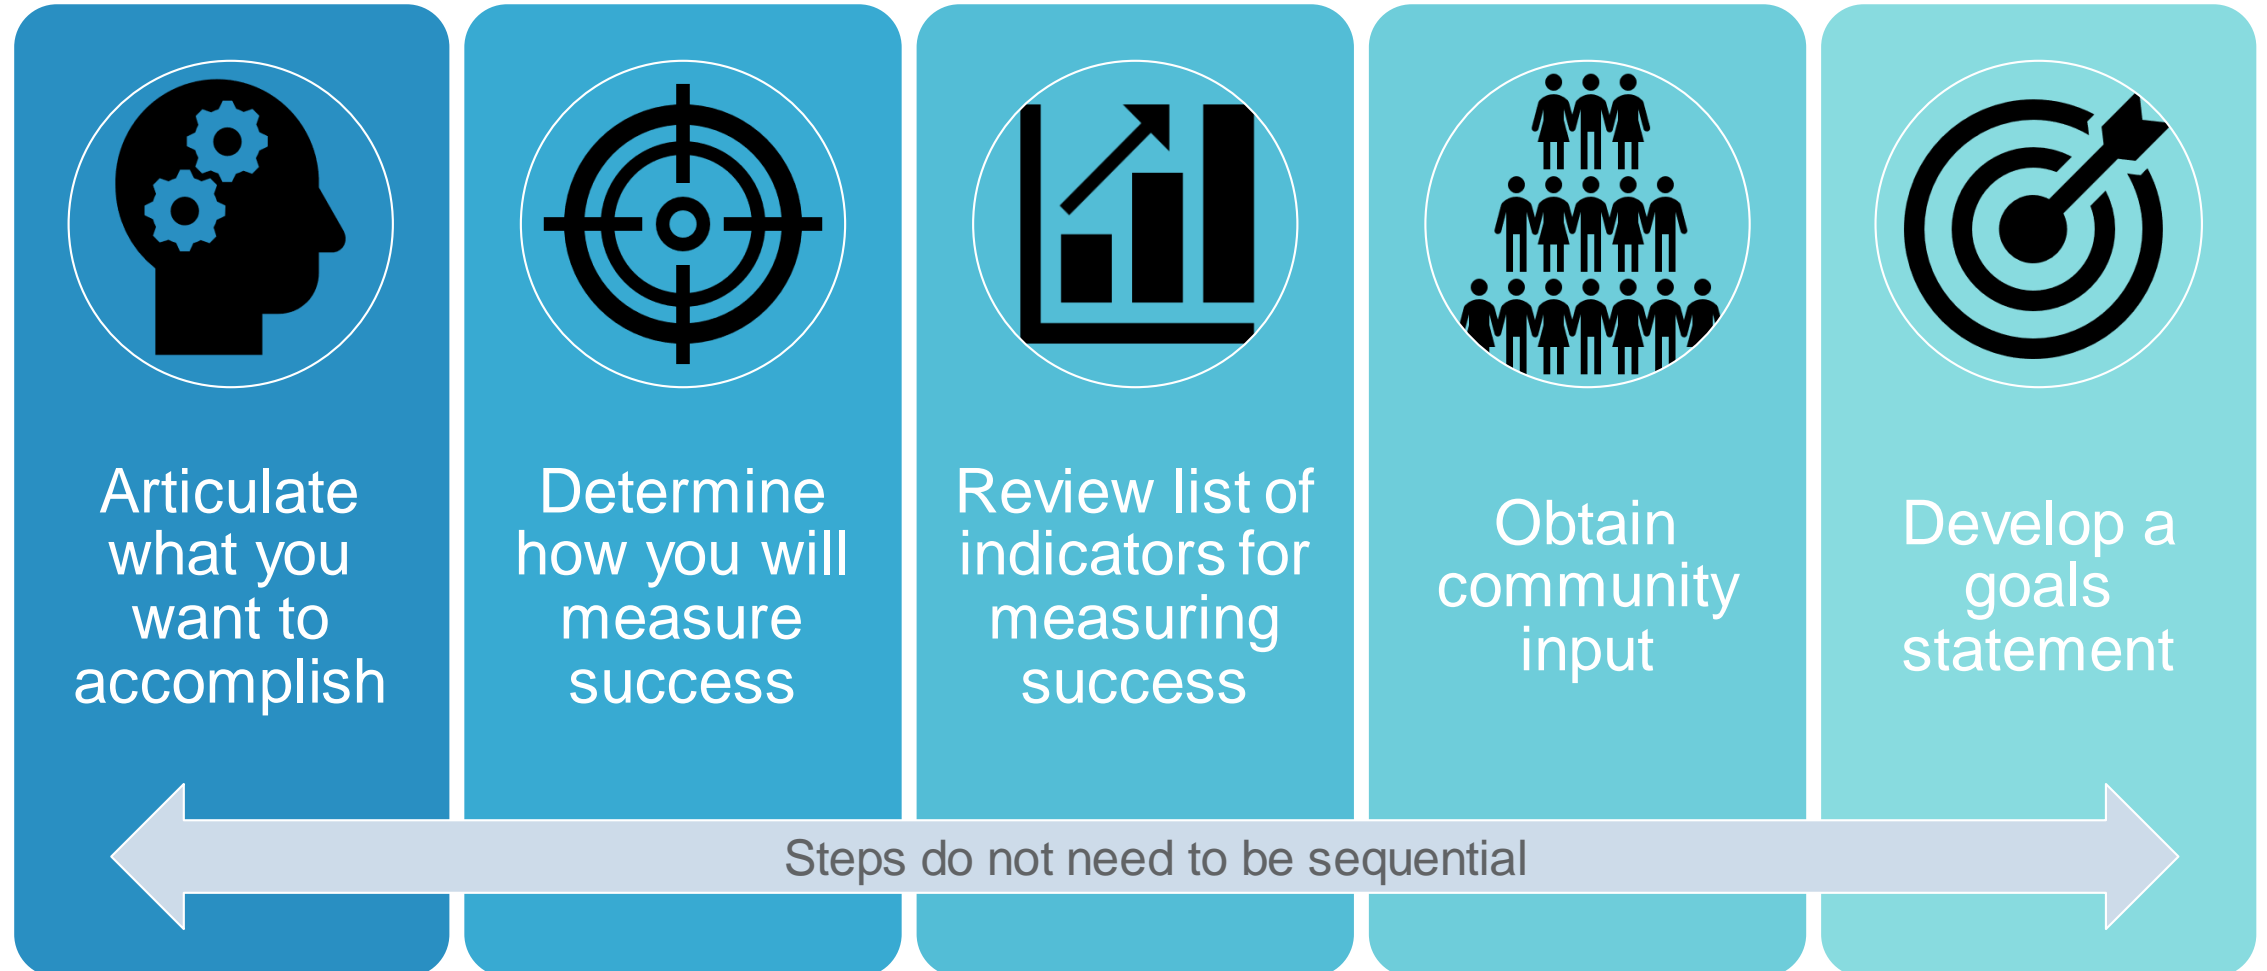 Articulate
what you
want to
accomplish
Determine
how you will
measure
success
Review list of
indicators for
measuring
success
Obtain
community
input
Develop a
goals
statement
Steps do not need to be sequential